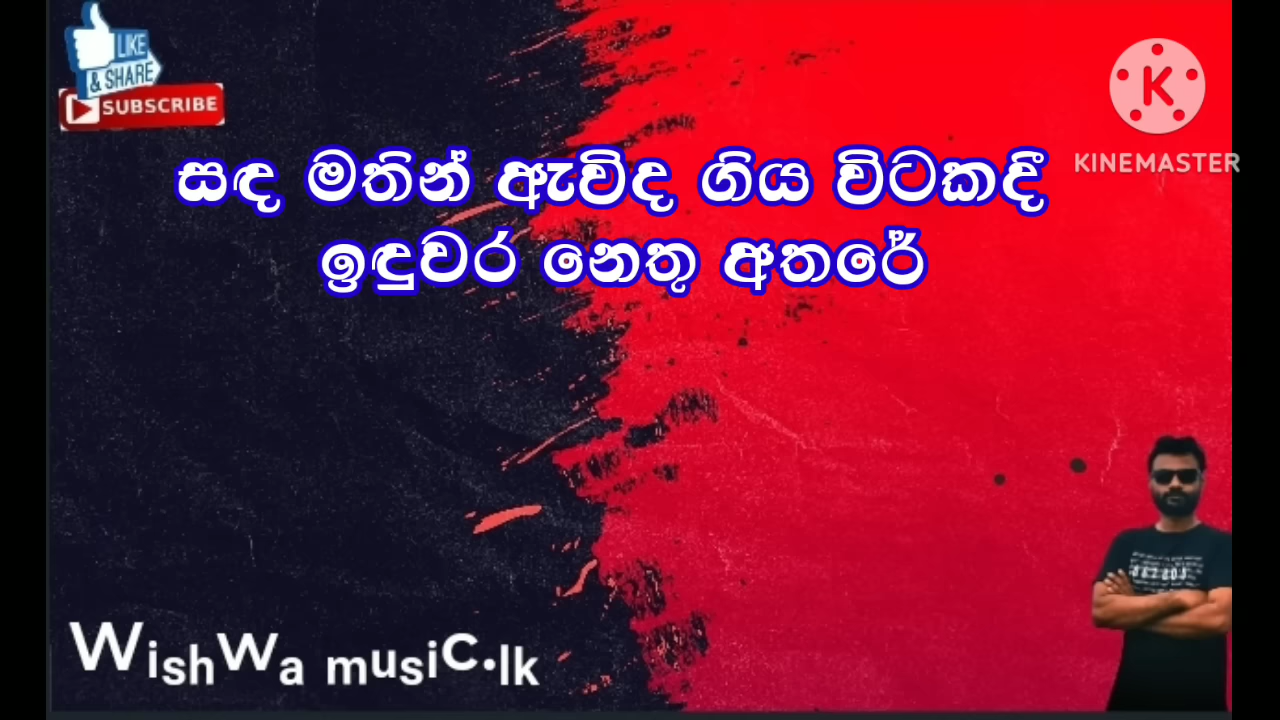 LIKE
& SHARE
SUBSCRIBE
K
KINEMASTER
සඳ මතින් ඇවිද ගිය විටකදී
ඉඳුවර නෙතු අතරේ
Wishwa music.lk